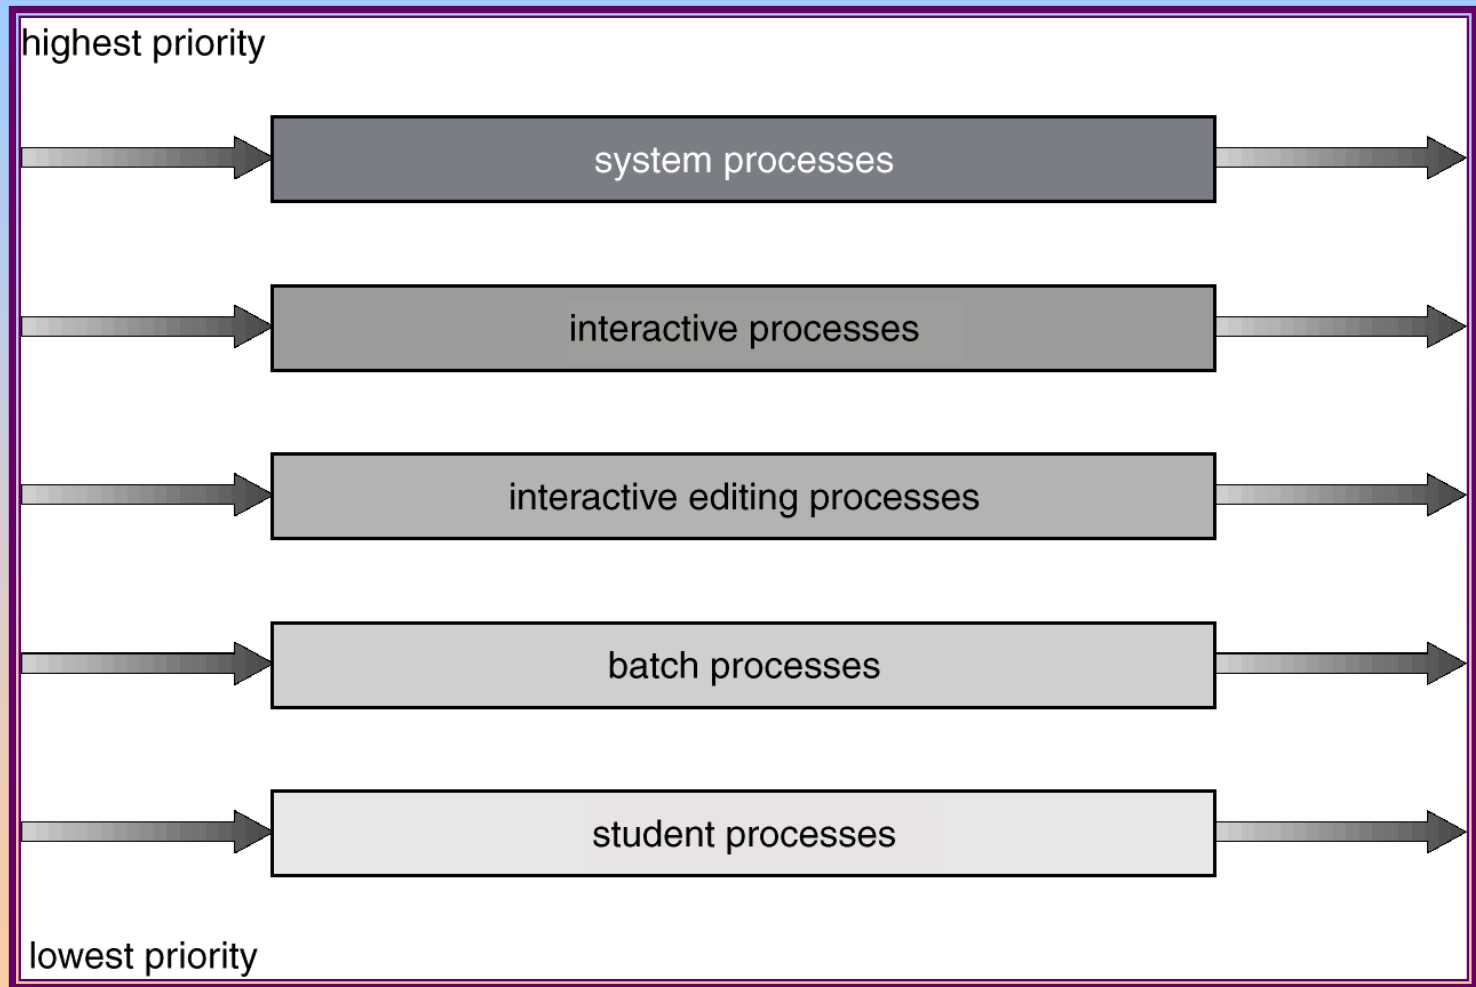 highest priority
system processes
interactive processes
interactive editing processes
batch processes
student processes
lowest priority